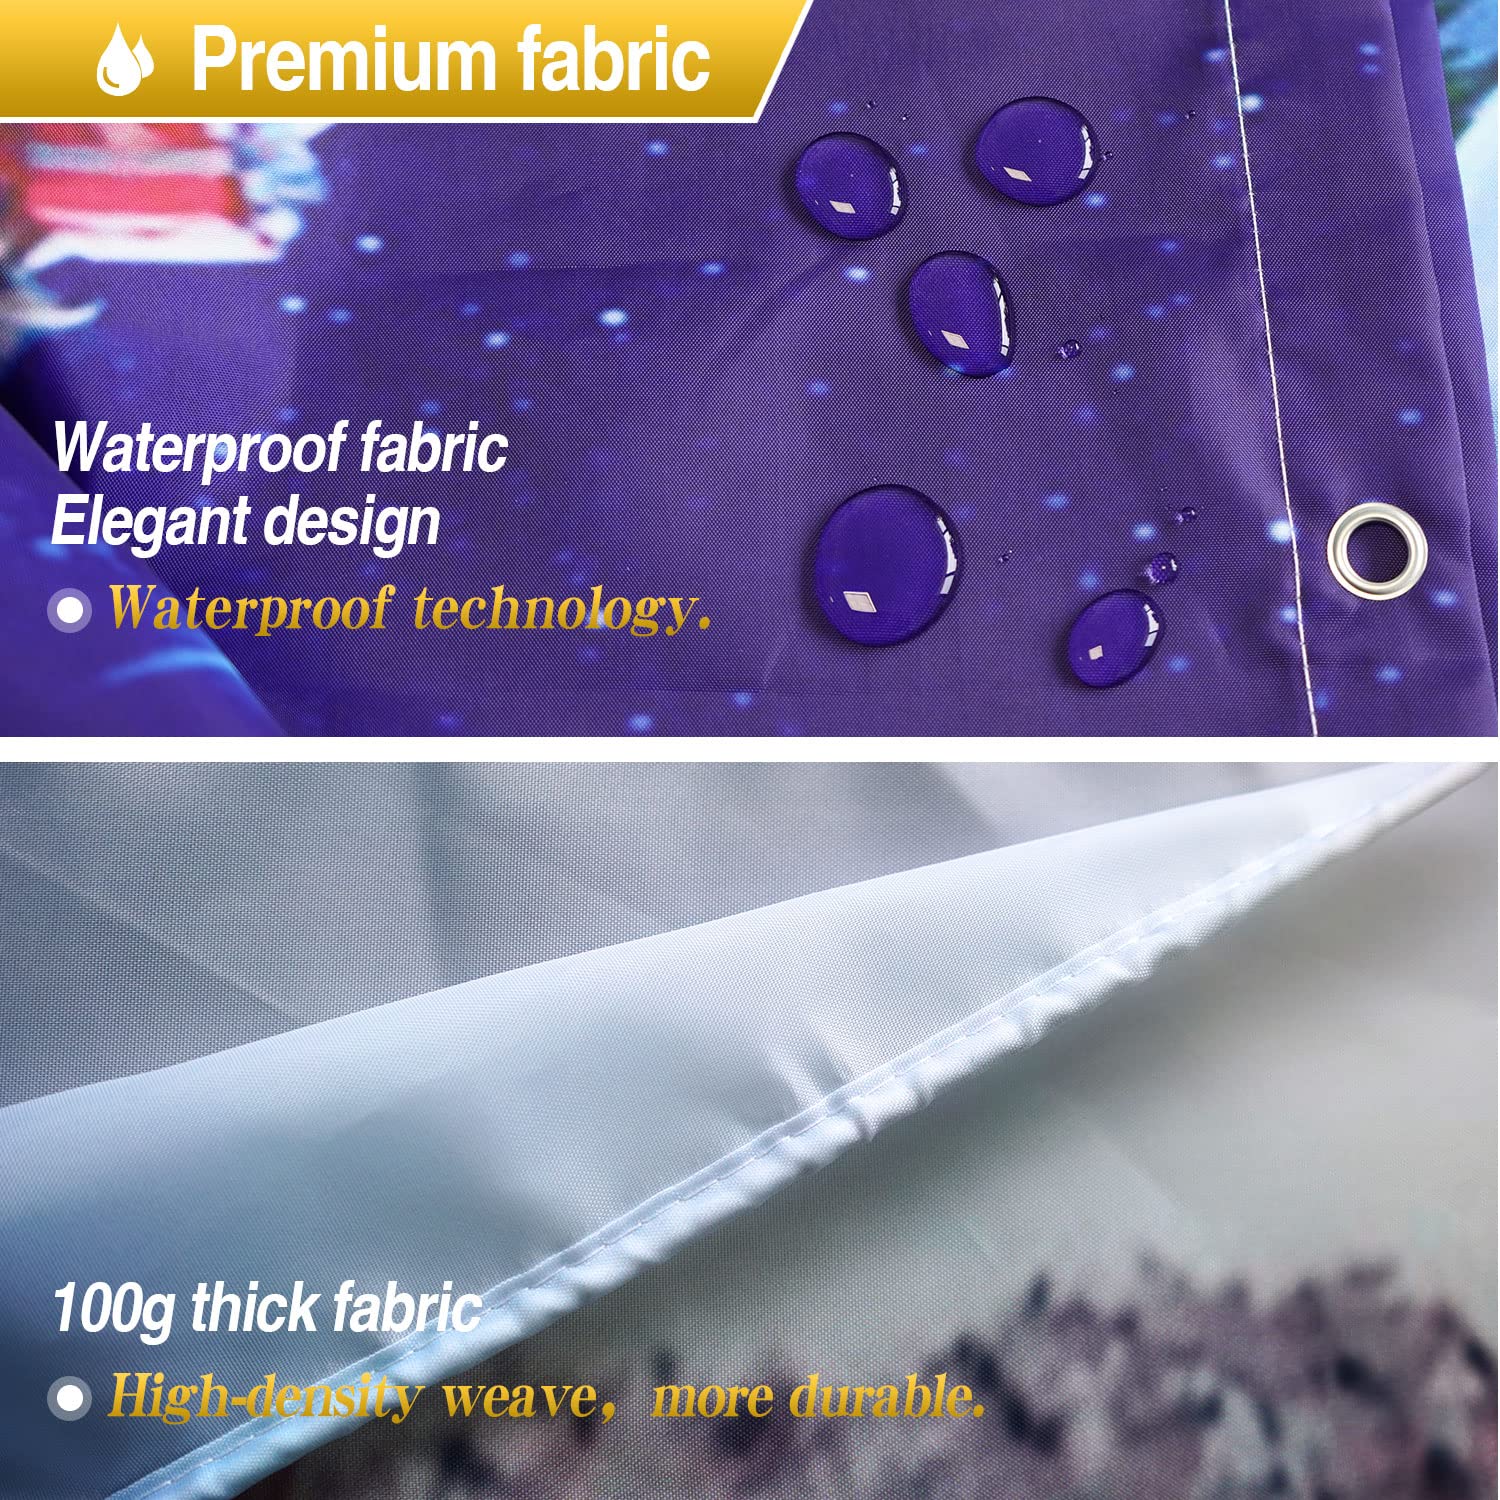 Premium fabric
Waterproof fabric
Elegant design
Waterproof technology.
100g thick fabric
High-density weave, more durable.